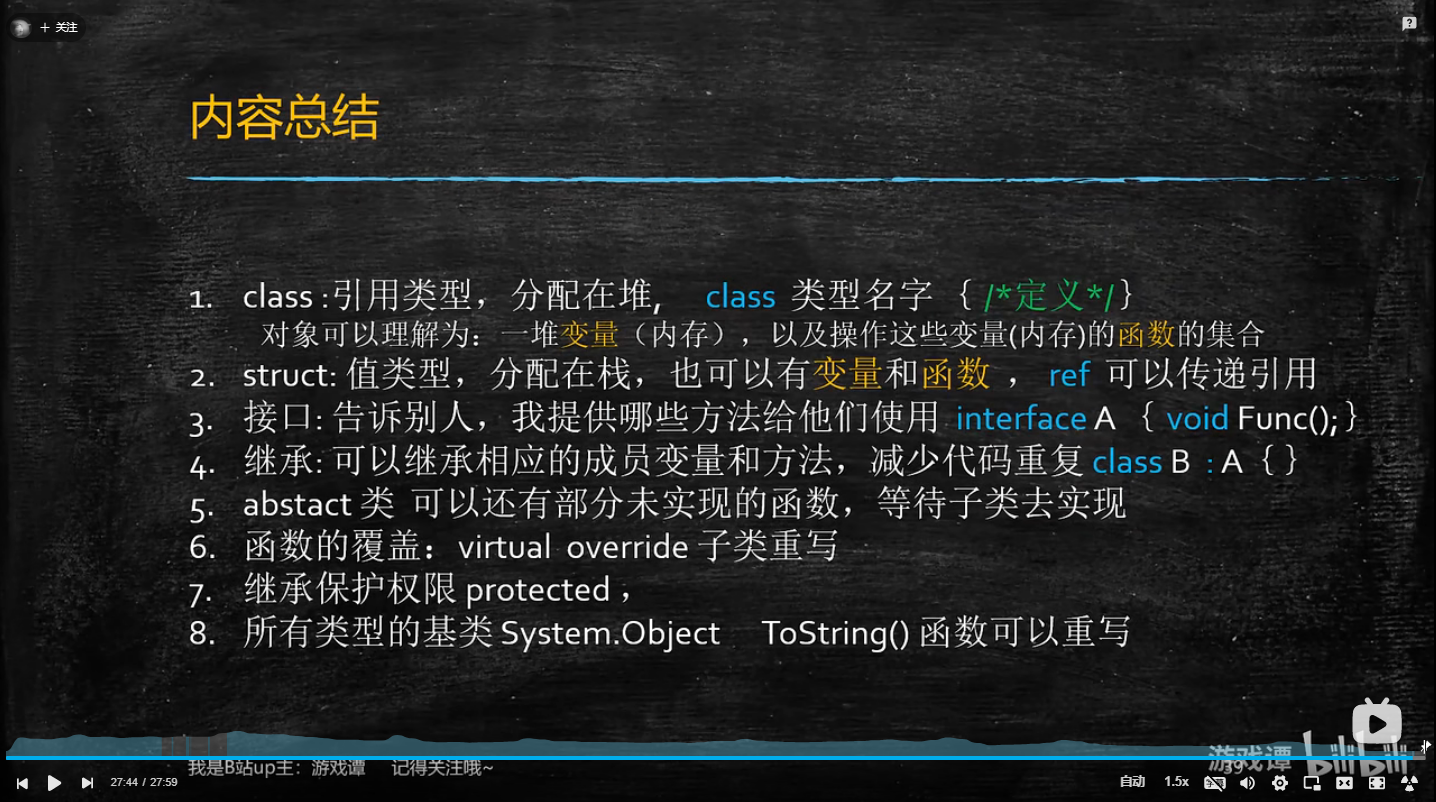 + 关注
内容总结
1. class :引用类型，分配在堆, class 类型名字 { /*定义*/ }
对象可以理解为：一堆变量（内存），以及操作这些变量(内存)的函数的集合
2. struct: 值类型，分配在栈，也可以有变量和函数 ， ref 可以传递引用
3. 接口: 告诉别人，我提供哪些方法给他们使用 interface A { void Func(); }
4. 继承: 可以继承相应的成员变量和方法，减少代码重复 class B : A { }
5. abstact 类 可以还有部分未实现的函数，等待子类去实现
6. 函数的覆盖：virtual override 子类重写
7. 继承保护权限 protected ，
8. 所有类型的基类 System.Object ToString() 函数可以重写
我是B站up主：游戏谭 记得关注哦~
39
游戏谭 bilibili
27:44 / 27:59
自动 1.5x